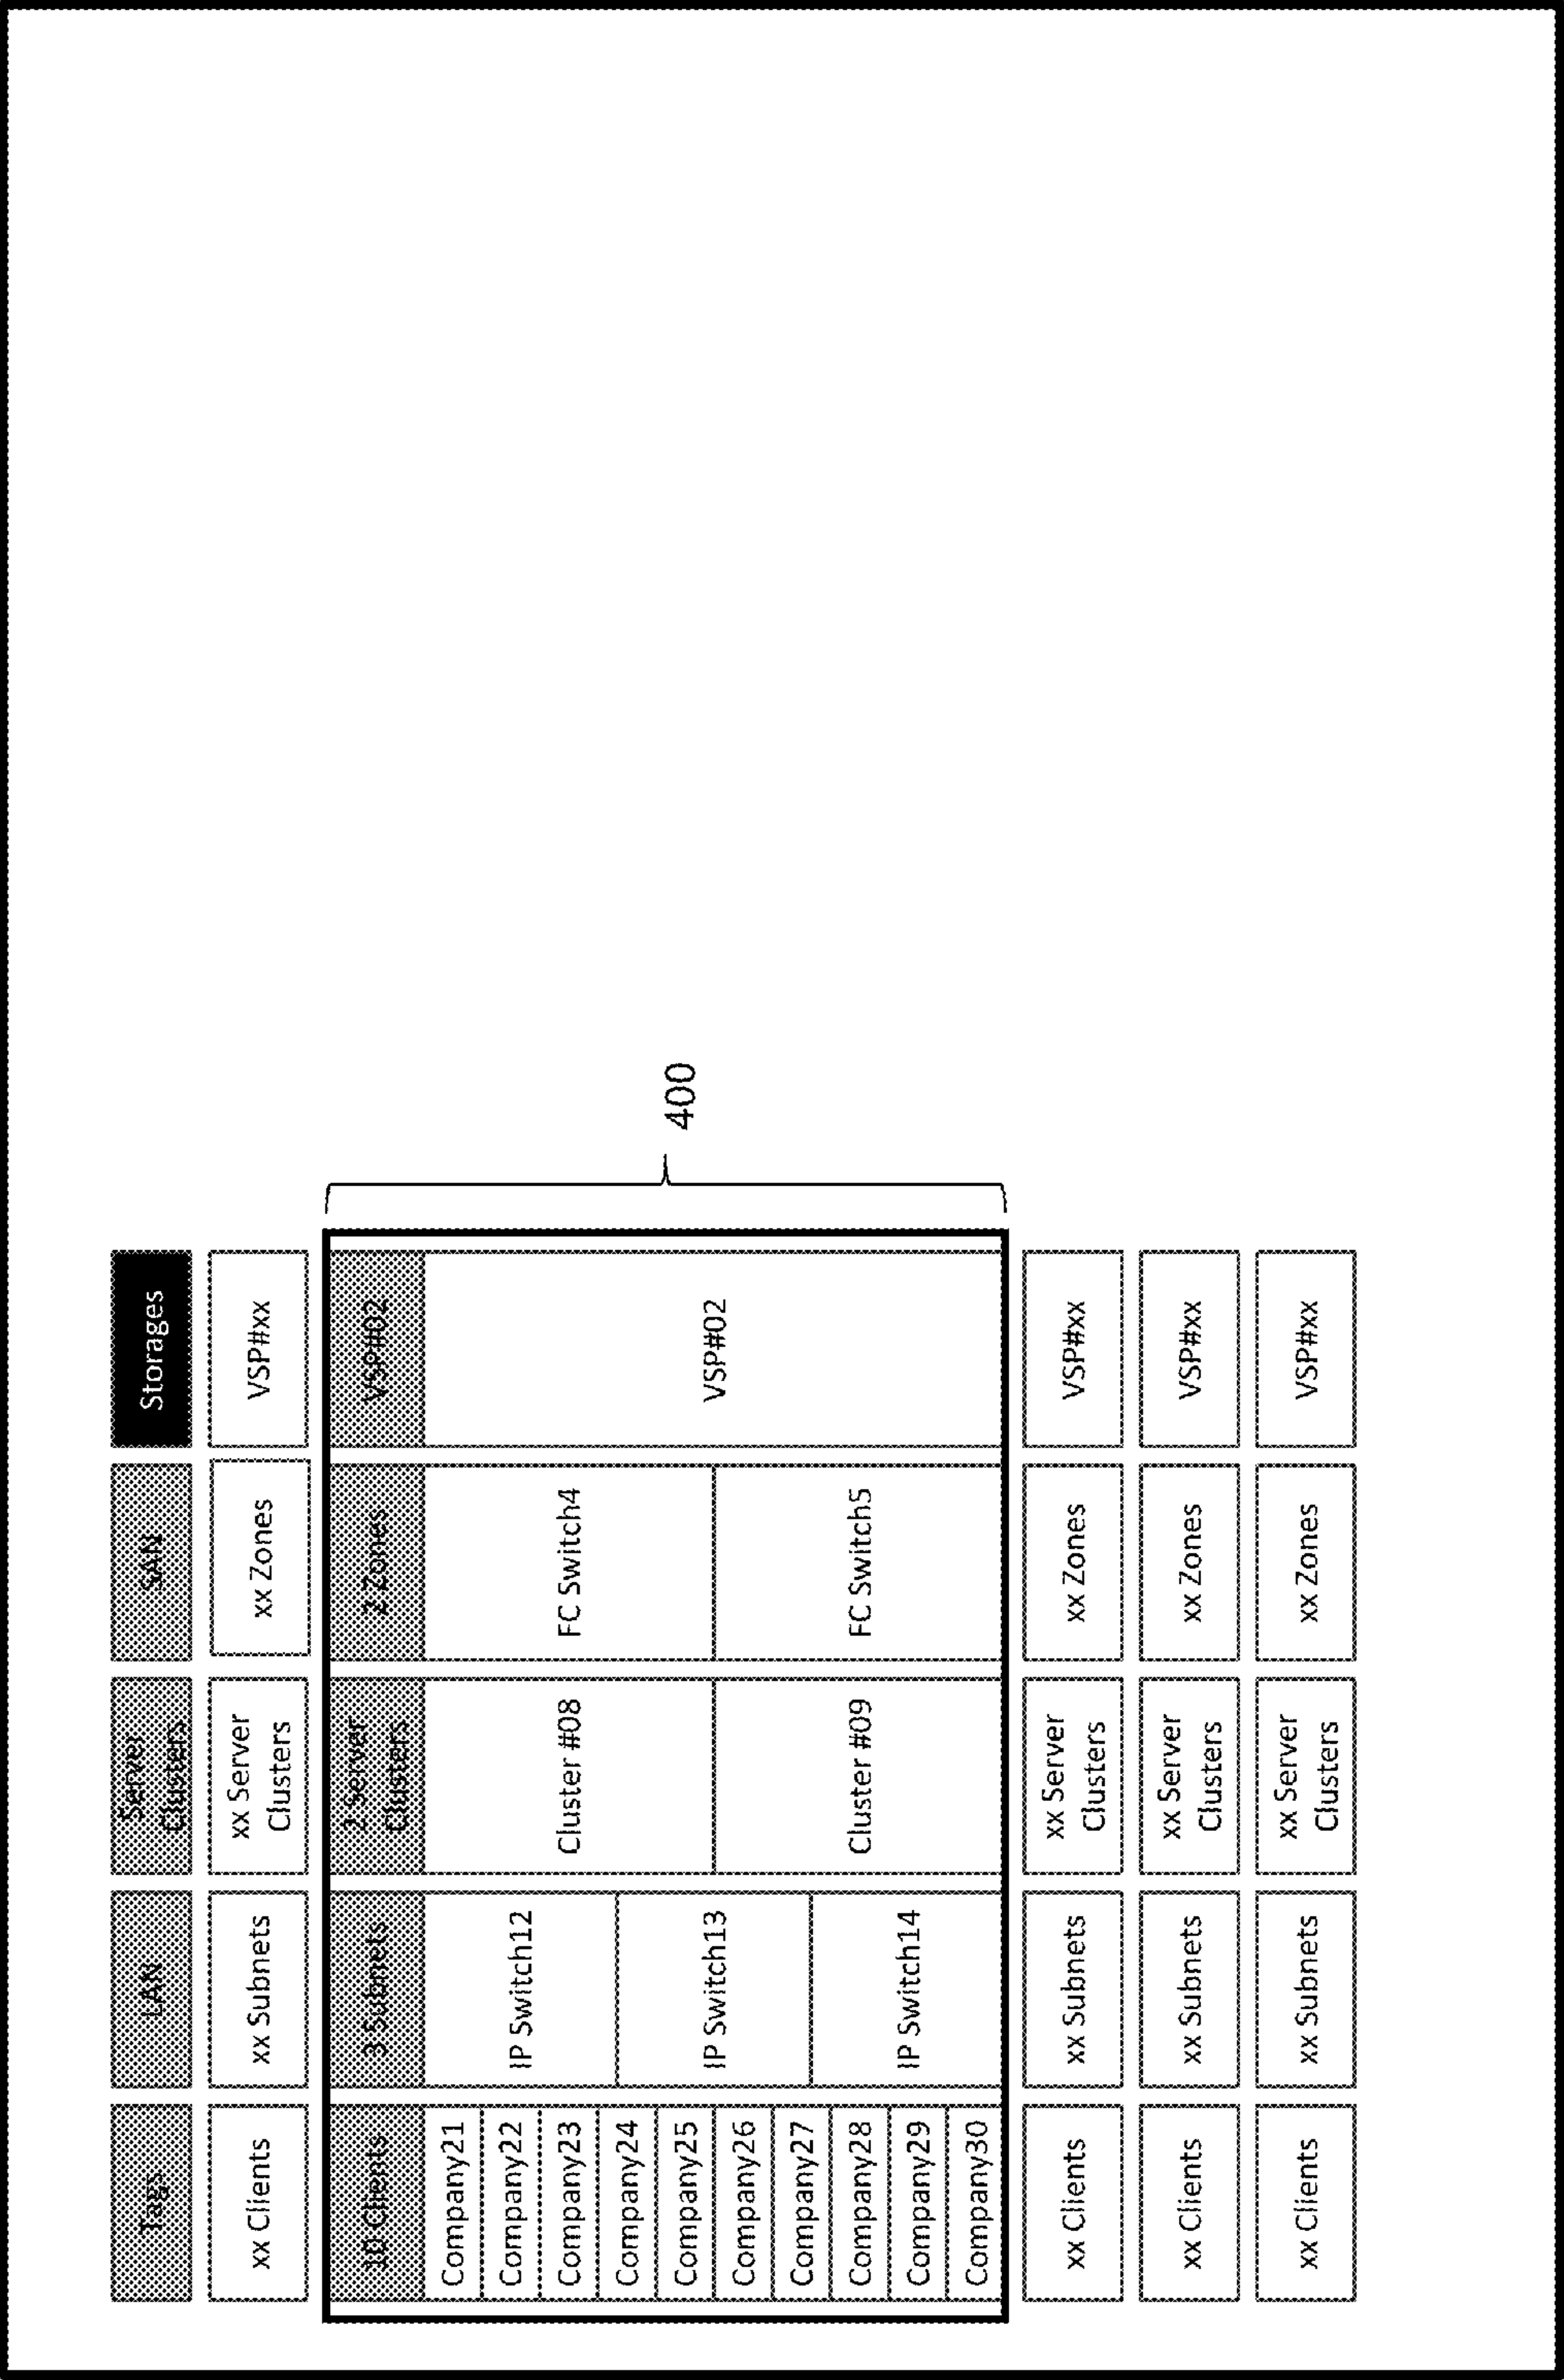 Tags
LAN
Server
Clusters
SAN
Storages
xx Clients
xx Subnets
xx Server
Clusters
xx Zones
VSP#xx
10 Clients
3 Subnets
2 Server
Clusters
2 Zones
VSP#02
Company21
Company22
Company23
Company24
Company25
Company26
Company27
Company28
Company29
Company30
IP Switch12
IP Switch13
IP Switch14
Cluster #08
Cluster #09
FC Switch4
FC Switch5
VSP#02
400
xx Clients
xx Subnets
xx Server
Clusters
xx Zones
VSP#xx
xx Clients
xx Subnets
xx Server
Clusters
xx Zones
VSP#xx
xx Clients
xx Subnets
xx Server
Clusters
xx Zones
VSP#xx